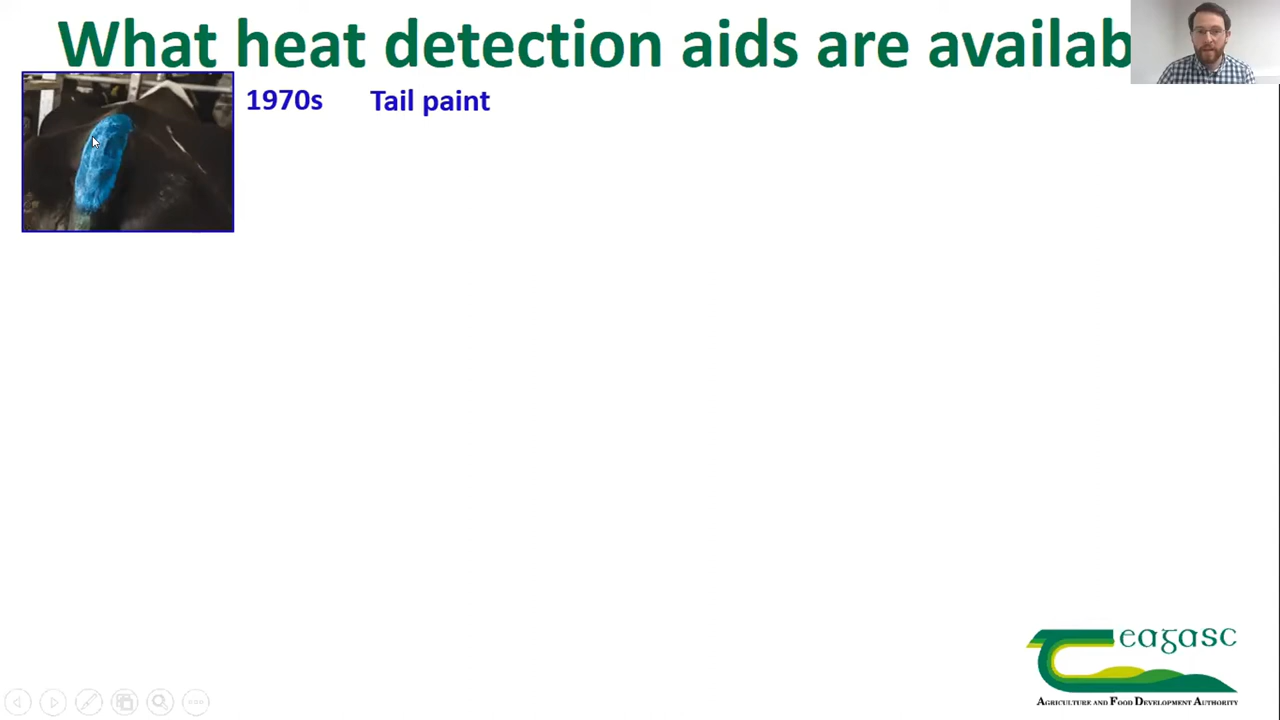 What heat detection aids are availab
1970s Tail paint
eagasc
AGRICULTURE AND FOOD DEVELOPMENT AUTHORITY